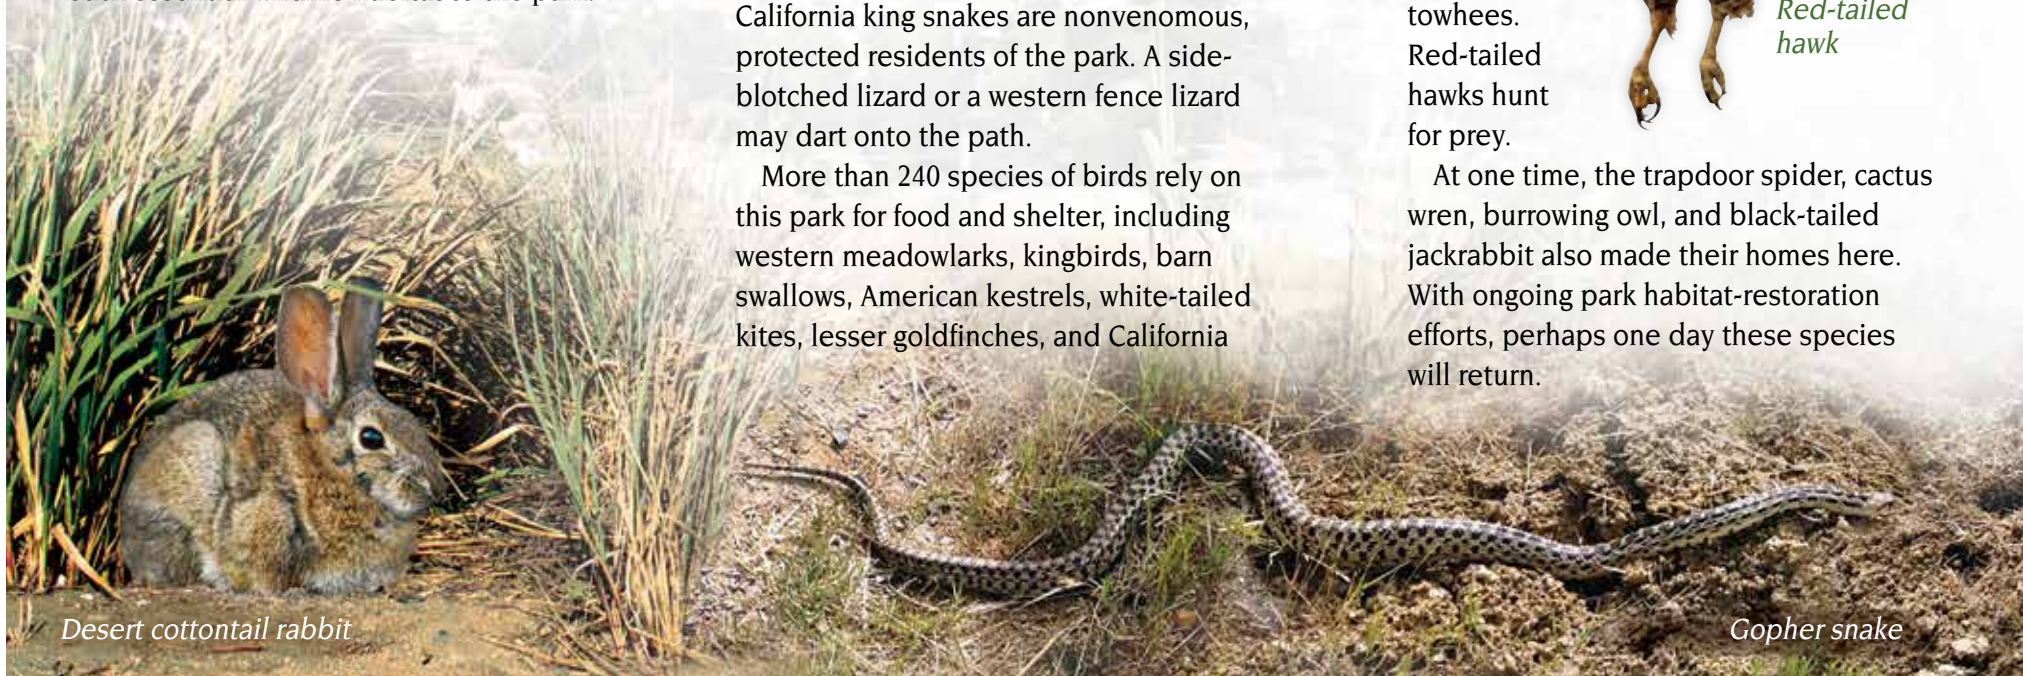 California king snakes are nonvenomous,
protected residents of the park. A side-
blotched lizard or a western fence lizard
may dart onto the path.
More than 240 species of birds rely on
this park for food and shelter, including
western meadowlarks, kingbirds, barn
swallows, American kestrels, white-tailed
kites, lesser goldfinches, and California
towhees.
Red-tailed
hawks hunt
for prey.
At one time, the trapdoor spider, cactus
wren, burrowing owl, and black-tailed
jackrabbit also made their homes here.
With ongoing park habitat-restoration
efforts, perhaps one day these species
will return.
Red-tailed
hawk
Desert cottontail rabbit
Gopher snake